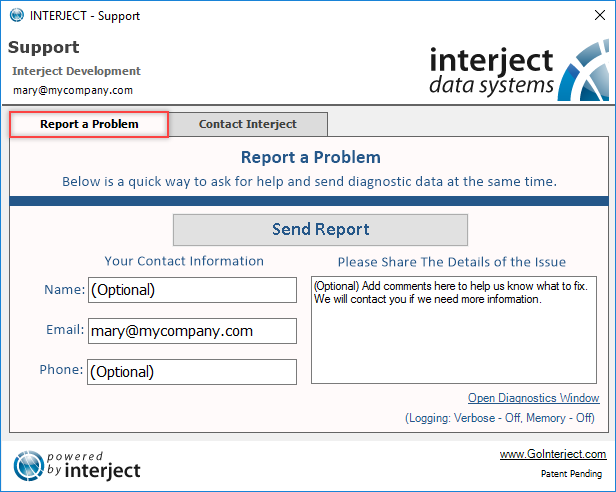 INTERJECT - Support
Support
Interject Development
mary@mycompany.com
interject
data systems
Report a Problem
Contact Interject
Report a Problem
Below is a quick way to ask for help and send diagnostic data at the same time.
Send Report
Your Contact Information
Please Share The Details of the Issue
Name: (Optional)
(Optional) Add comments here to help us know what to fix.
We will contact you if we need more information.
Email: mary@mycompany.com
Phone: (Optional)
Open Diagnostics Window
(Logging: Verbose - Off, Memory - Off)
powered
by interject
www.GoInterject.com
Patent Pending